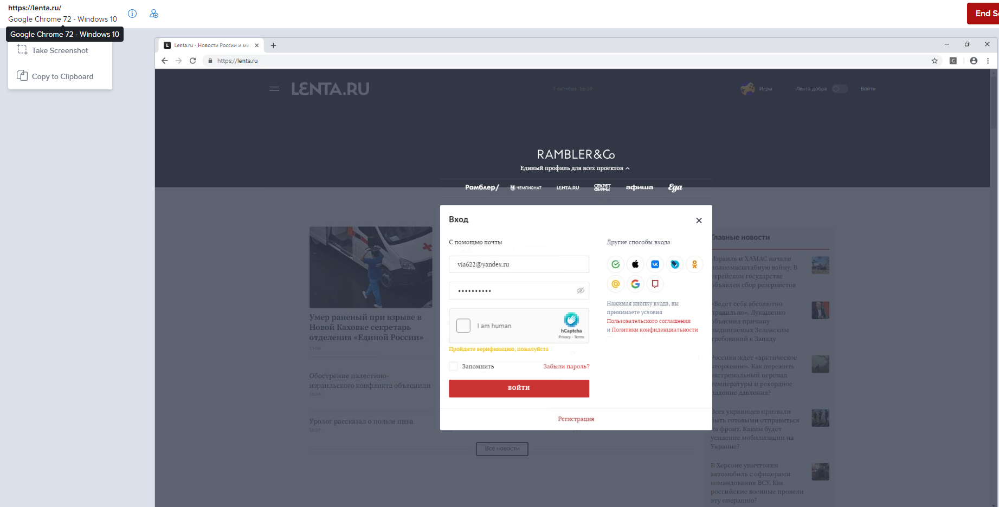 https://lenta.ru/
Google Chrome 72 - Windows 10
End Se
Google Chrome 72 - Windows 10
Take Screenshot
Copy to Clipboard
Lenta.ru - Новости России и ми
https://lenta.ru
LENTA.RU
7 октября, 16:39
Игры
Лента добра
Войти
RAMBLER&Co
Единый профиль для всех проектов
Рамблер/
ЧЕМПИОНАТ
LENTA.RU
СЕКРЕТ
ФИРМЫ
афиша
Еда
Вход
С помощью почты
via622@yandex.ru
I am human
hCaptcha
Privacy - Terms
Пройдите верификацию, пожалуйста
Запомнить
Забыли пароль?
ВОЙТИ
Другие способы входа
Нажимая кнопку входа, вы
принимаете условия
Пользовательского соглашения
и Политики конфиденциальности
Регистрация
Умер раненый при взрыве в
Новой Каховке секретарь
отделения «Единой России»
Обострение палестино-
израильского конфликта объяснили
Уролог рассказал о пользе пива
Все новости
Главные новости
Израиль и ХАМАС начали
полномасштабную войну. В
еврейском государстве
объявлен сбор резервистов
«Ведет себя абсолютно
правильно». Лукашенко
объяснил причину
выдвигаемых Зеленским
требований к Западу
Россиян ждет «арктическое
вторжение». Как пережить
экстремальный перепад
температуры и рекордное
падение давления?
Всех украинцев призвали
быть готовыми отправиться
на фронт. Каким будет
усиление мобилизации на
Украине?
В Херсоне уничтожен
автомобиль с офицерами
командования ВСУ. Как
российские военные провели
эту операцию?